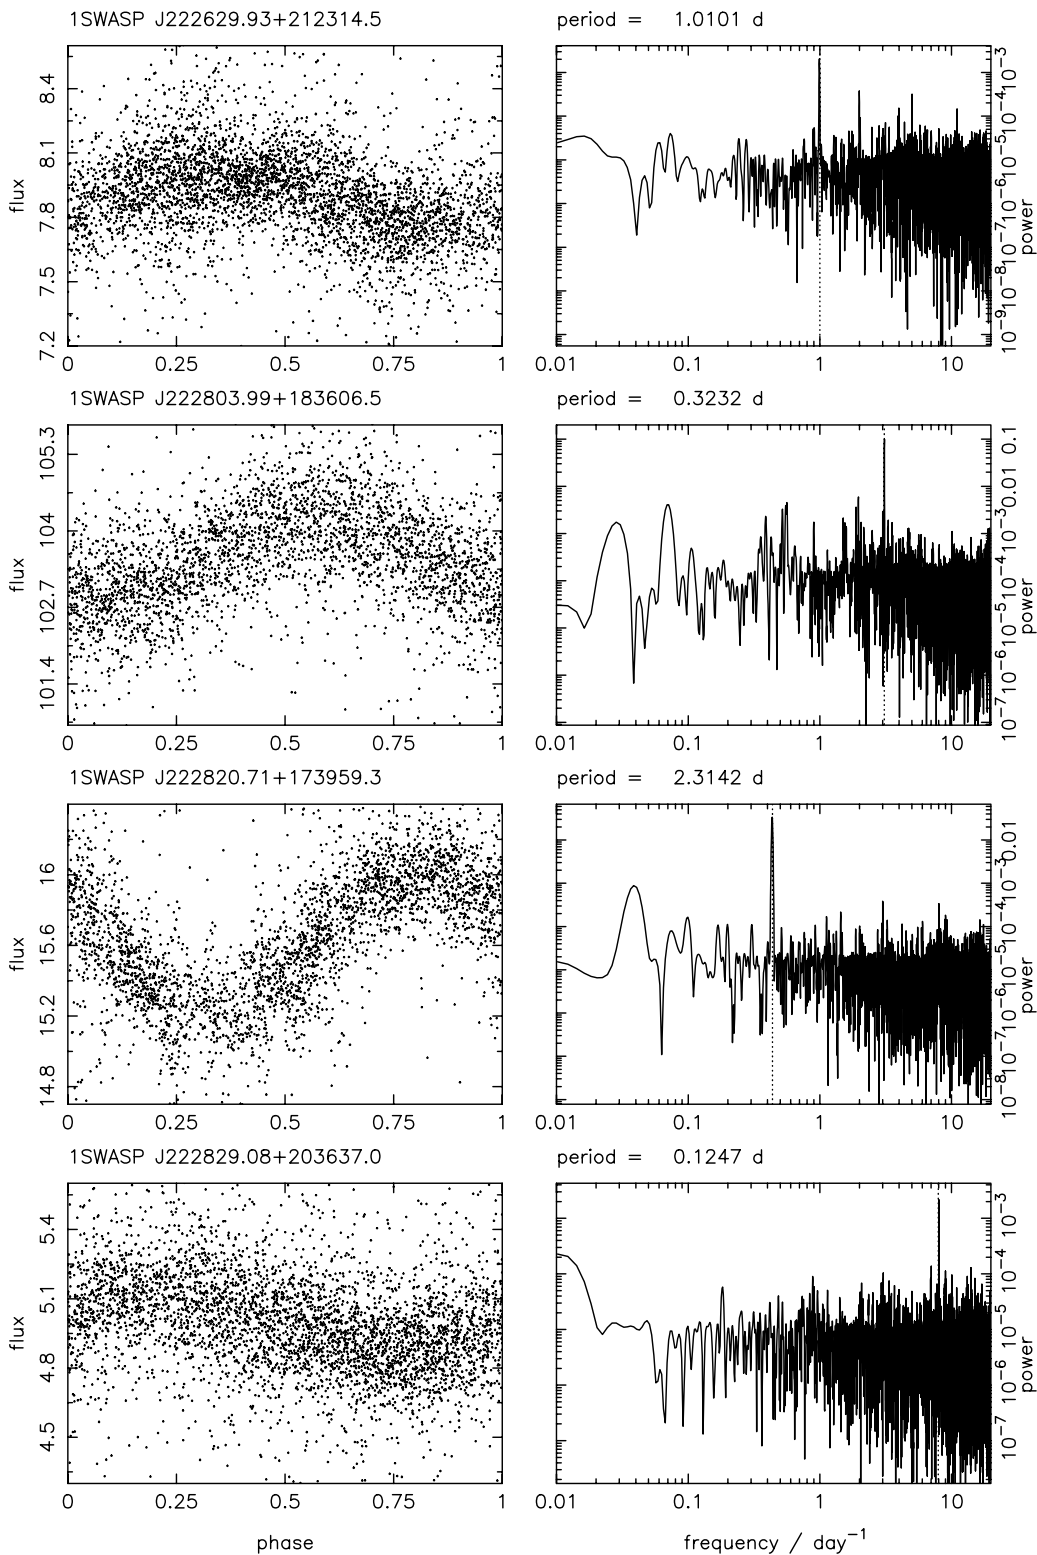 1SWASP J222629.93+212314.5 period = 1.0101 d
flux
8.4
8.1
7.8
7.5
7.2
0 0.25 0.5 0.75 1
10⁻³
10⁻⁴
10⁻⁵
10⁻⁶
10⁻⁷
10⁻⁸
10⁻⁹
power
0.01 0.1 1 10
1SWASP J222803.99+183606.5 period = 0.3232 d
flux
105.3
104
102.7
101.4
0 0.25 0.5 0.75 1
0.1
0.01
10⁻³
10⁻⁴
10⁻⁵
10⁻⁶
10⁻⁷
power
0.01 0.1 1 10
1SWASP J222820.71+173959.3 period = 2.3142 d
flux
16
15.6
15.2
14.8
0 0.25 0.5 0.75 1
0.01
10⁻³
10⁻⁴
10⁻⁵
10⁻⁶
10⁻⁷
10⁻⁸
power
0.01 0.1 1 10
1SWASP J222829.08+203637.0 period = 0.1247 d
flux
5.4
5.1
4.8
4.5
0 0.25 0.5 0.75 1
10⁻³
10⁻⁴
10⁻⁵
10⁻⁶
10⁻⁷
power
0.01 0.1 1 10
phase frequency / day⁻¹